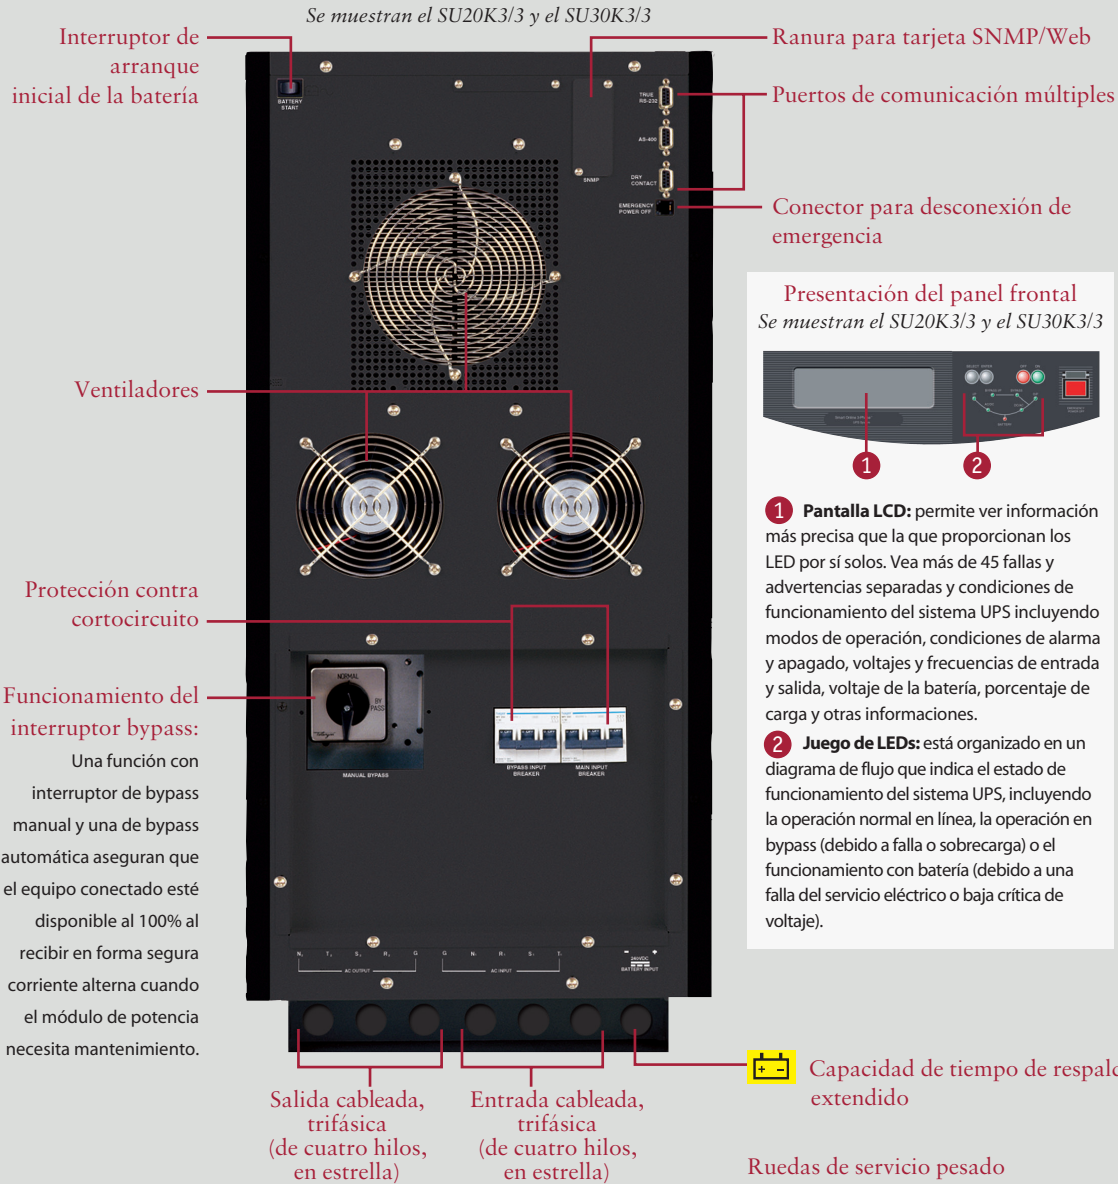 Se muestran el SU20K3/3 y el SU30K3/3
Interruptor de
arranque
inicial de la batería
Ranura para tarjeta SNMP/Web
Puertos de comunicación múltiples
Conector para desconexión de
emergencia
BATTERY
START
TRUE
RS-232
AS-400
DRY
CONTACT
SNMP
EMERGENCY
POWER OFF
Ventiladores
Protección contra
cortocircuito
Funcionamiento del
interruptor bypass:
Una función con
interruptor de bypass
manual y una de bypass
automática aseguran que
el equipo conectado esté
disponible al 100% al
recibir en forma segura
corriente alterna cuando
el módulo de potencia
necesita mantenimiento.
NORMAL
BY
PASS
MANUAL BYPASS
BYPASS INPUT
BREAKER
MAIN INPUT
BREAKER
AC OUTPUT
AC INPUT
240VDC
BATTERY INPUT
Presentación del panel frontal
Se muestran el SU20K3/3 y el SU30K3/3
1
2
1 Pantalla LCD: permite ver información
más precisa que la que proporcionan los
LED por sí solos. Vea más de 45 fallas y
advertencias separadas y condiciones de
funcionamiento del sistema UPS incluyendo
modos de operación, condiciones de alarma
y apagado, voltajes y frecuencias de entrada
y salida, voltaje de la batería, porcentaje de
carga y otras informaciones.
2 Juego de LEDs: está organizado en un
diagrama de flujo que indica el estado de
funcionamiento del sistema UPS, incluyendo
la operación normal en línea, la operación en
bypass (debido a falla o sobrecarga) o el
funcionamiento con batería (debido a una
falla del servicio eléctrico o baja crítica de
voltaje).
Salida cableada,
trifásica
(de cuatro hilos,
en estrella)
Entrada cableada,
trifásica
(de cuatro hilos,
en estrella)
Capacidad de tiempo de respald
extendido
Ruedas de servicio pesado